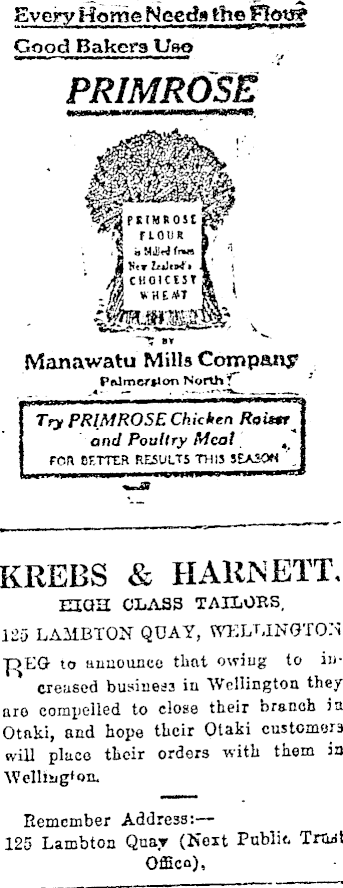 Every Home Needs the Flour
Good Bakers Use
PRIMROSE
PRIMROSE
FLOUR
is Milled from
New Zealand's
CHOICEST
WHEAT
BY
Manawatu Mills Company
Palmerston North
Try PRIMROSE Chicken Raiser
and Poultry Meal
FOR BETTER RESULTS THIS SEASON
KREBS & HARNETT.
HIGH CLASS TAILORS,
125 LAMBTON QUAY, WELLINGTON
BEG to announce that owing to in-
creased business in Wellington they
are compelled to close their branch in
Otaki, and hope their Otaki customers
will place their orders with them in
Wellington.
Remember Address:—
125 Lambton Quay (Next Public Trust
Office),